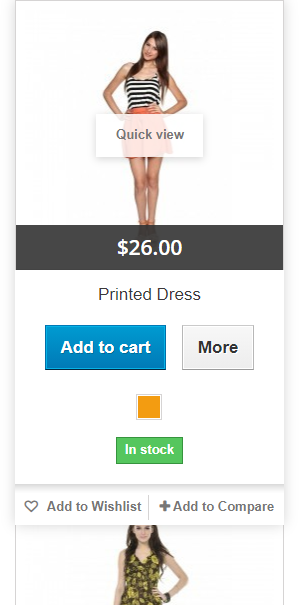 Quick view
$26.00
Printed Dress
Add to cart
More
In stock
Add to Wishlist
Add to Compare